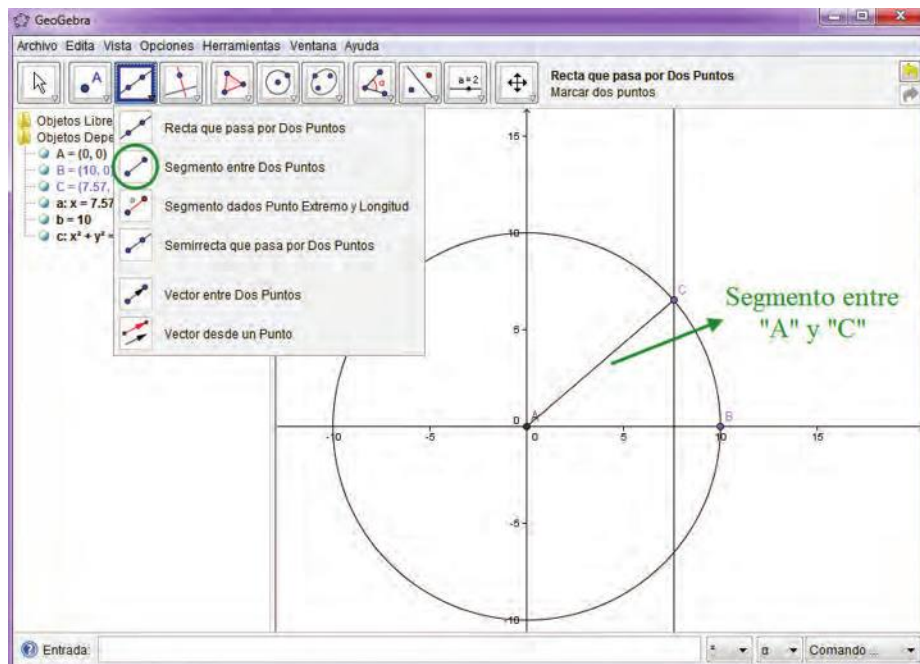 GeoGebra
Archivo Edita Vista Opciones Herramientas Ventana Ayuda
A
α
a=2
Recta que pasa por Dos Puntos
Marcar dos puntos
Objetos Libre
Objetos Depe
A = (0, 0)
B = (10, 0
C = (7.57,
a: x = 7.57
b = 10
c: x² + y² =
Recta que pasa por Dos Puntos
Segmento entre Dos Puntos
Segmento dados Punto Extremo y Longitud
Semirrecta que pasa por Dos Puntos
Vector entre Dos Puntos
Vector desde un Punto
15
10
5
0
-5
-10
-10
-5
0
5
10
15
A
B
C
Segmento entre
"A" y "C"
Entrada:
α
Comando ...